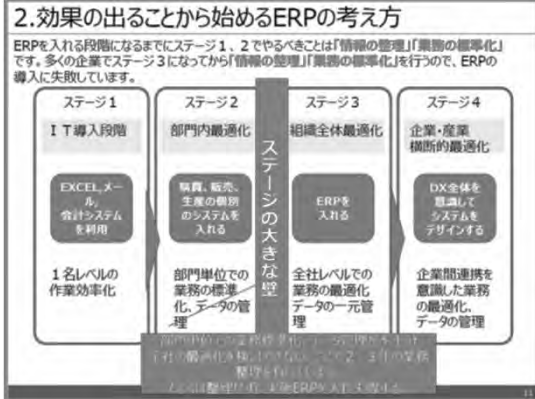 2.効果の出ることから始めるERPの考え方
ERPを入れる段階になるまでにステージ1、2でやるべきことは「情報の整理」「業務の標準化」
です。多くの企業でステージ3になってから「情報の整理」「業務の標準化」を行うので、ERPの
導入に失敗しています。
ステージ1
IT導入段階
EXCEL,メー
ル,
会計システム
を利用
1名レベルの
作業効率化
ステージ2
部門内最適化
購買、販売、
生産の個別
のシステムを
入れる
部門単位での
業務の標準
化、データの管
理
ステージの大きな壁
ステージ3
組織全体最適化
ERPを
入れる
全社レベルでの
業務の最適化
データの一元管
理
ステージ4
企業・産業
横断的最適化
DX全体を
意識して
システムを
デザインする
企業間連携を
意識した業務
の最適化、
データの管理
11